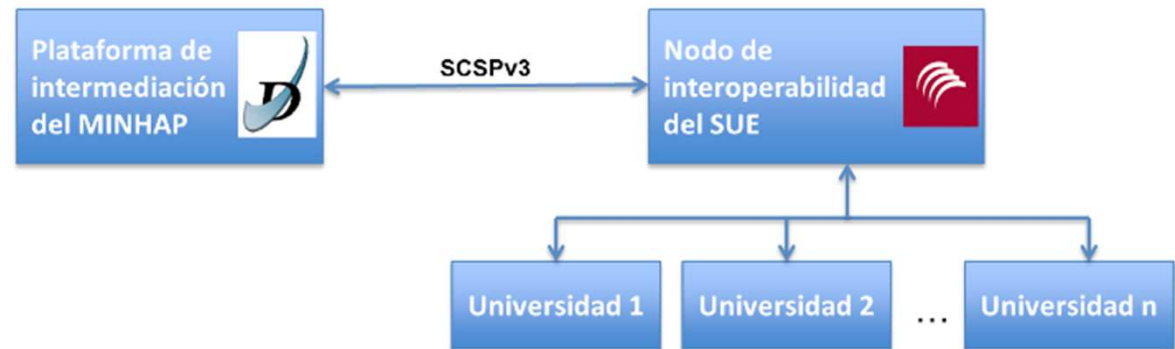 Plataforma de
intermediación
del MINHAP
D
SCSPv3
Nodo de
interoperabilidad
del SUE
Universidad 1
Universidad 2
...
Universidad n